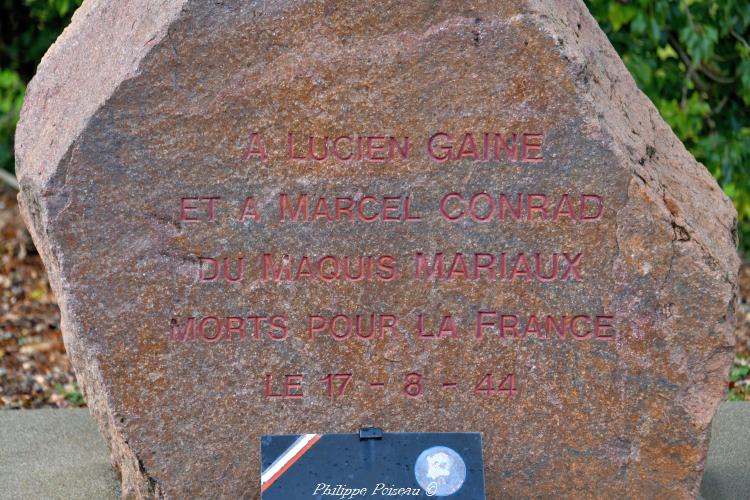 A LUCIEN GAINE
ET A MARCEL CONRAD
DU MAQUIS MARIAUX
MORTS POUR LA FRANCE
LE 17 - 8 - 44
Philippe Poiseau ©